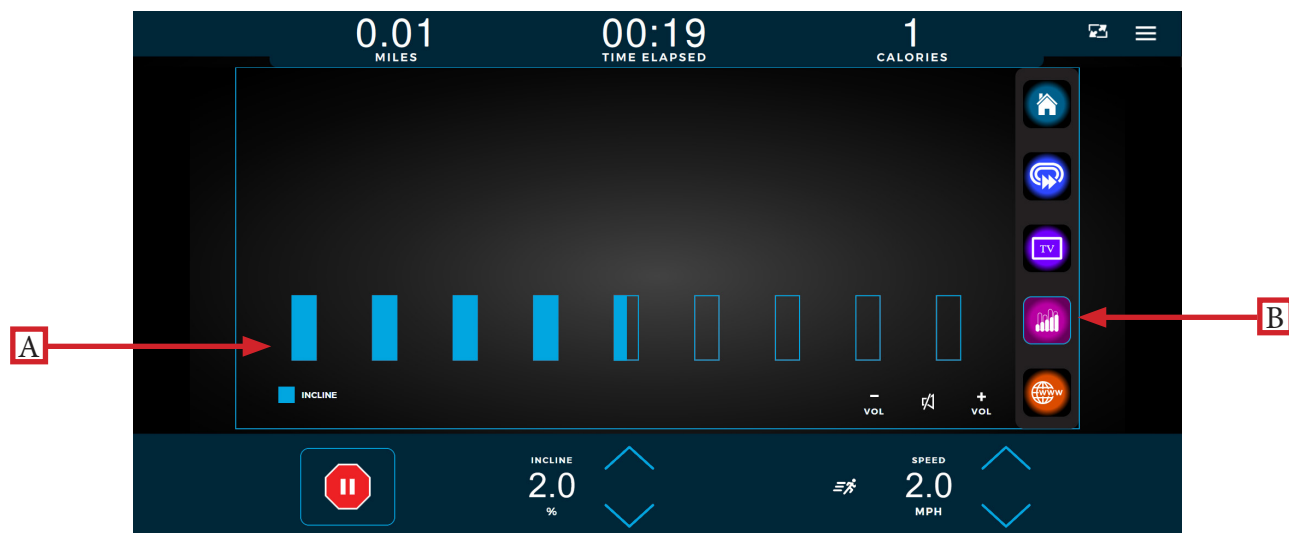 0.01
MILES
00:19
TIME ELAPSED
1
CALORIES
TV
A
B
INCLINE
−
VOL
+
VOL
WWW
INCLINE
2.0
%
SPEED
2.0
MPH